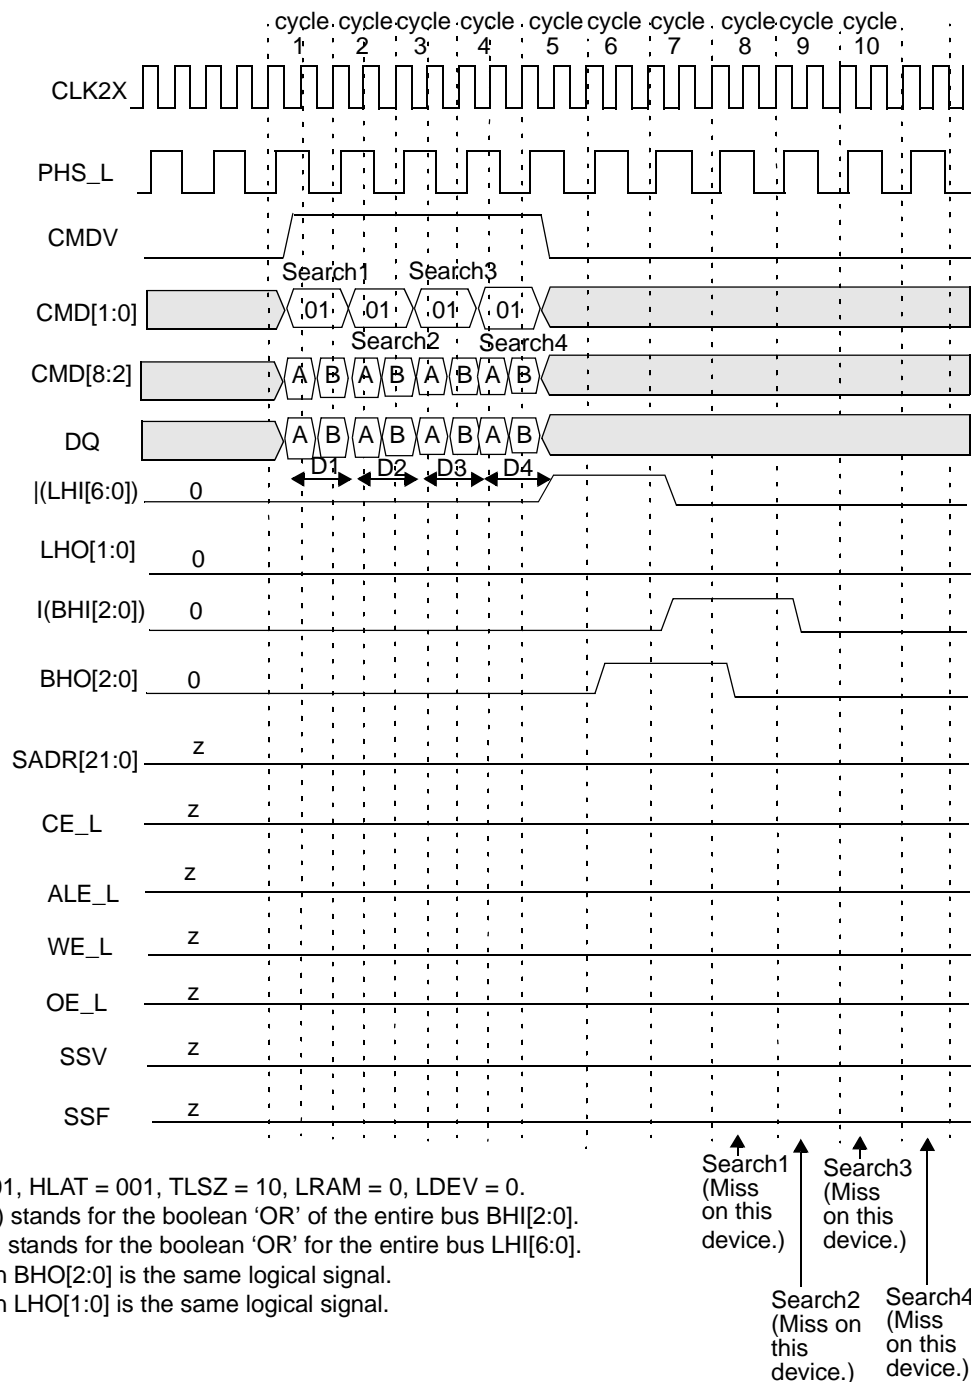 cycle cycle cycle cycle cycle cycle cycle cycle cycle cycle
1 2 3 4 5 6 7 8 9 10
CLK2X
PHS_L
CMDV
Search1 Search3
CMD[1:0] 01 01 01 01
Search2 Search4
CMD[8:2] A B A B A B A B
DQ A B A B A B A B
D1 D2 D3 D4
|(LHI[6:0]) 0
LHO[1:0] 0
I(BHI[2:0]) 0
BHO[2:0] 0
SADR[21:0] z
CE_L z
ALE_L z
WE_L z
OE_L z
SSV z
SSF z
Search1
(Miss
on this
device.)
Search3
(Miss
on this
device.)
Search2
(Miss on
this
device.)
Search4
(Miss
on this
device.)
01, HLAT = 001, TLSZ = 10, LRAM = 0, LDEV = 0.
) stands for the boolean ‘OR’ of the entire bus BHI[2:0].
stands for the boolean ‘OR’ for the entire bus LHI[6:0].
n BHO[2:0] is the same logical signal.
n LHO[1:0] is the same logical signal.